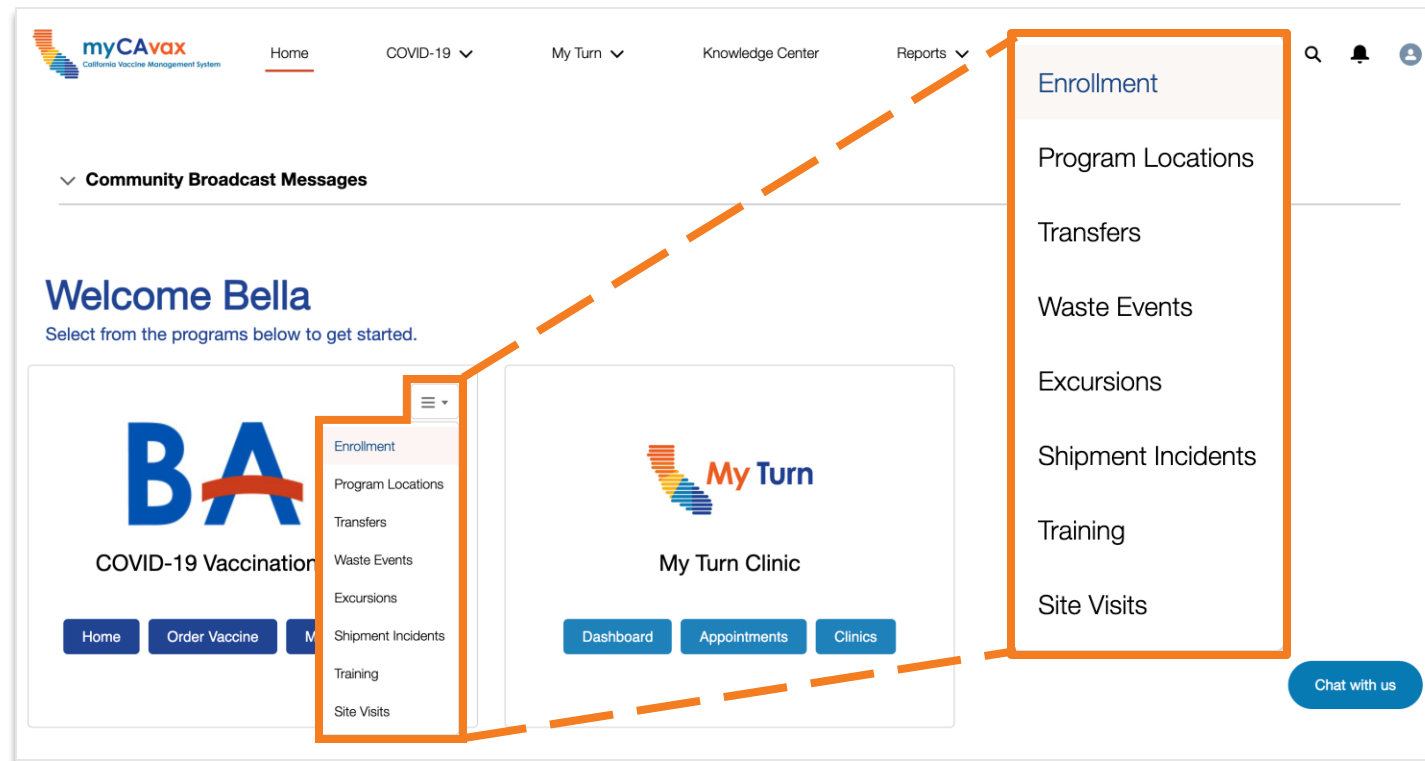 myCAvax
California Vaccine Management System
Home
COVID-19
My Turn
Knowledge Center
Reports
Community Broadcast Messages
Welcome Bella
Select from the programs below to get started.
BA
COVID-19 Vaccination
Home
Order Vaccine
M
Enrollment
Program Locations
Transfers
Waste Events
Excursions
Shipment Incidents
Training
Site Visits
My Turn
My Turn Clinic
Dashboard
Appointments
Clinics
Enrollment
Program Locations
Transfers
Waste Events
Excursions
Shipment Incidents
Training
Site Visits
Chat with us